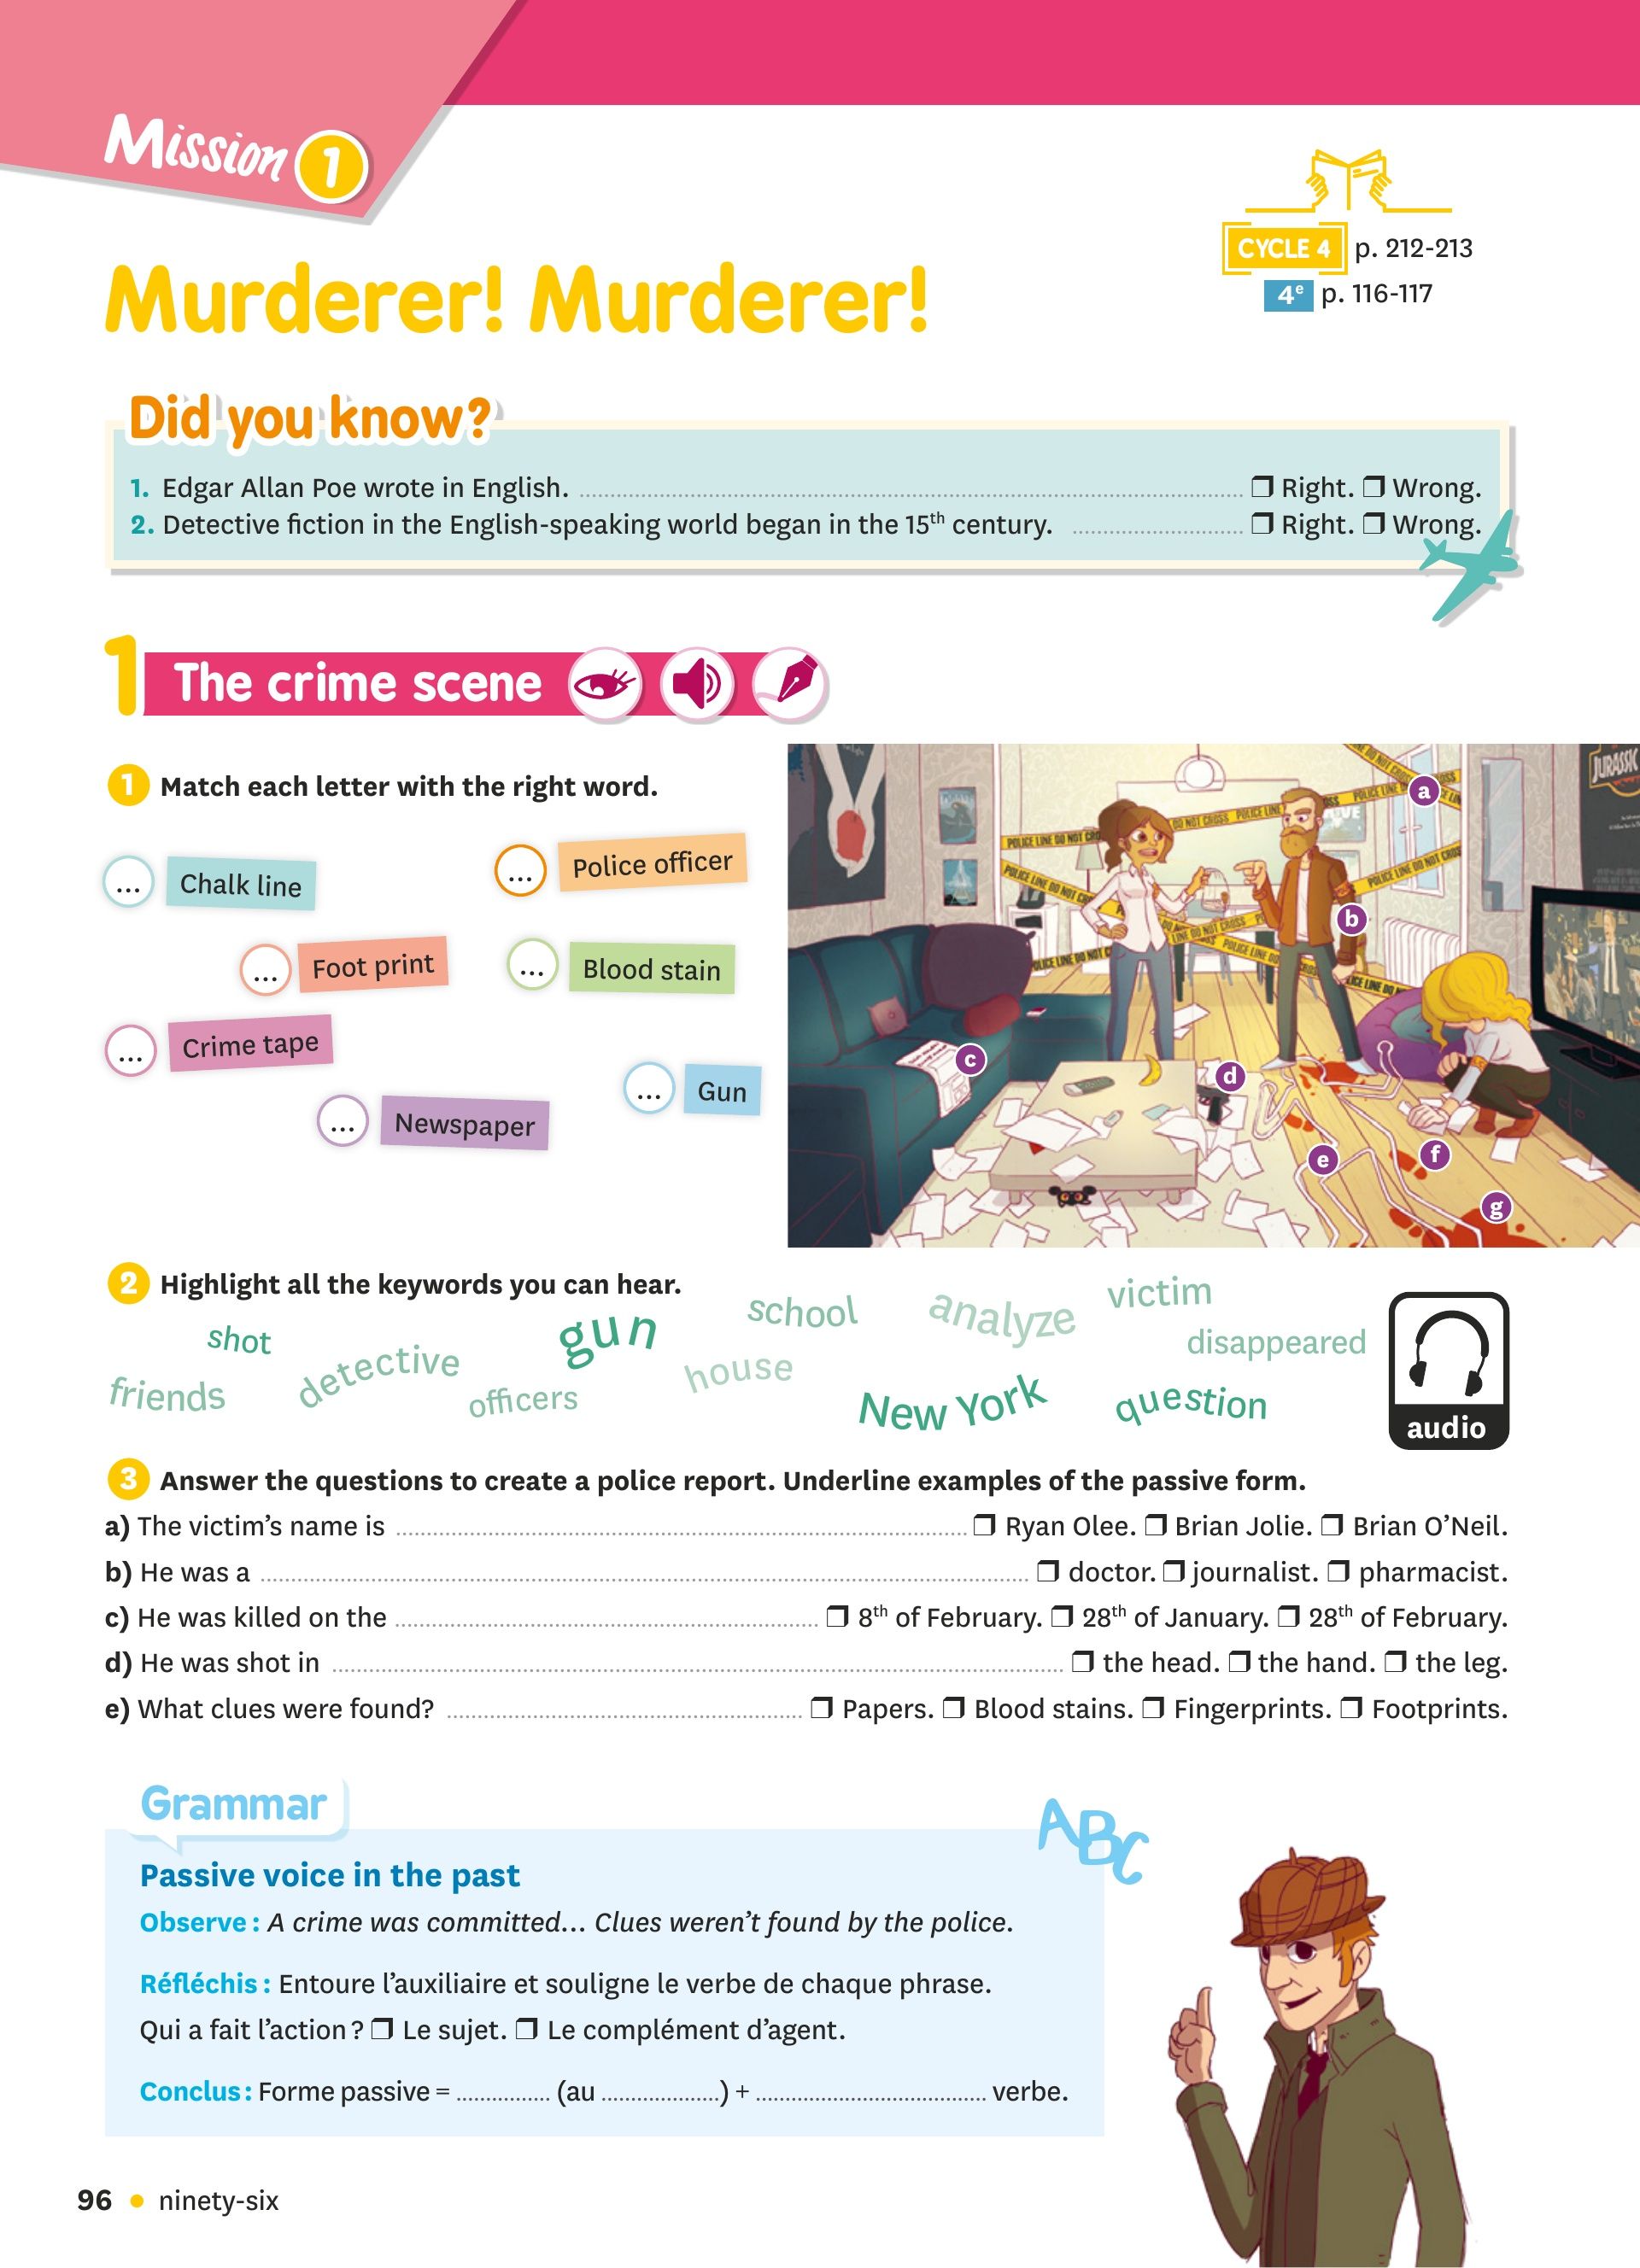 Mission 1
CYCLE 4 p. 212-213
4e p. 116-117
Murderer! Murderer!
Did you know?
1. Edgar Allan Poe wrote in English. ❒ Right. ❒ Wrong.
2. Detective fiction in the English-speaking world began in the 15th century. ❒ Right. ❒ Wrong.
1 The crime scene
1 Match each letter with the right word.
... Chalk line
... Police officer
... Foot print
... Blood stain
... Crime tape
... Gun
... Newspaper
JURASSIC
POLICE LINE DO NOT CROSS
a
b
c
d
e
f
g
2 Highlight all the keywords you can hear.
shot
gun
school
analyze
victim
disappeared
friends
detective
officers
house
New York
question
audio
3 Answer the questions to create a police report. Underline examples of the passive form.
a) The victim's name is ❒ Ryan Olee. ❒ Brian Jolie. ❒ Brian O'Neil.
b) He was a ❒ doctor. ❒ journalist. ❒ pharmacist.
c) He was killed on the ❒ 8th of February. ❒ 28th of January. ❒ 28th of February.
d) He was shot in ❒ the head. ❒ the hand. ❒ the leg.
e) What clues were found? ❒ Papers. ❒ Blood stains. ❒ Fingerprints. ❒ Footprints.
Grammar
ABC
Passive voice in the past
Observe : A crime was committed... Clues weren't found by the police.
Réfléchis : Entoure l'auxiliaire et souligne le verbe de chaque phrase.
Qui a fait l'action ? ❒ Le sujet. ❒ Le complément d'agent.
Conclus : Forme passive = ............... (au ...................) + ..................................... verbe.
96 • ninety-six